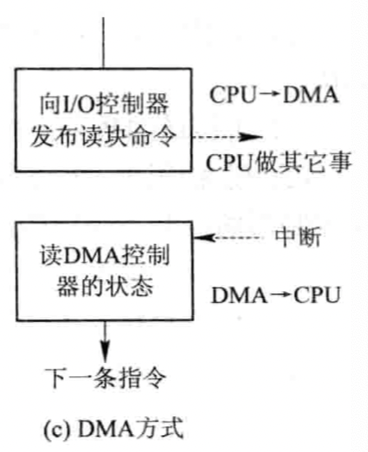 向I/O控制器
发布读块命令
CPU→DMA
CPU做其它事
读DMA控制
器的状态
中断
DMA→CPU
下一条指令
(c) DMA方式